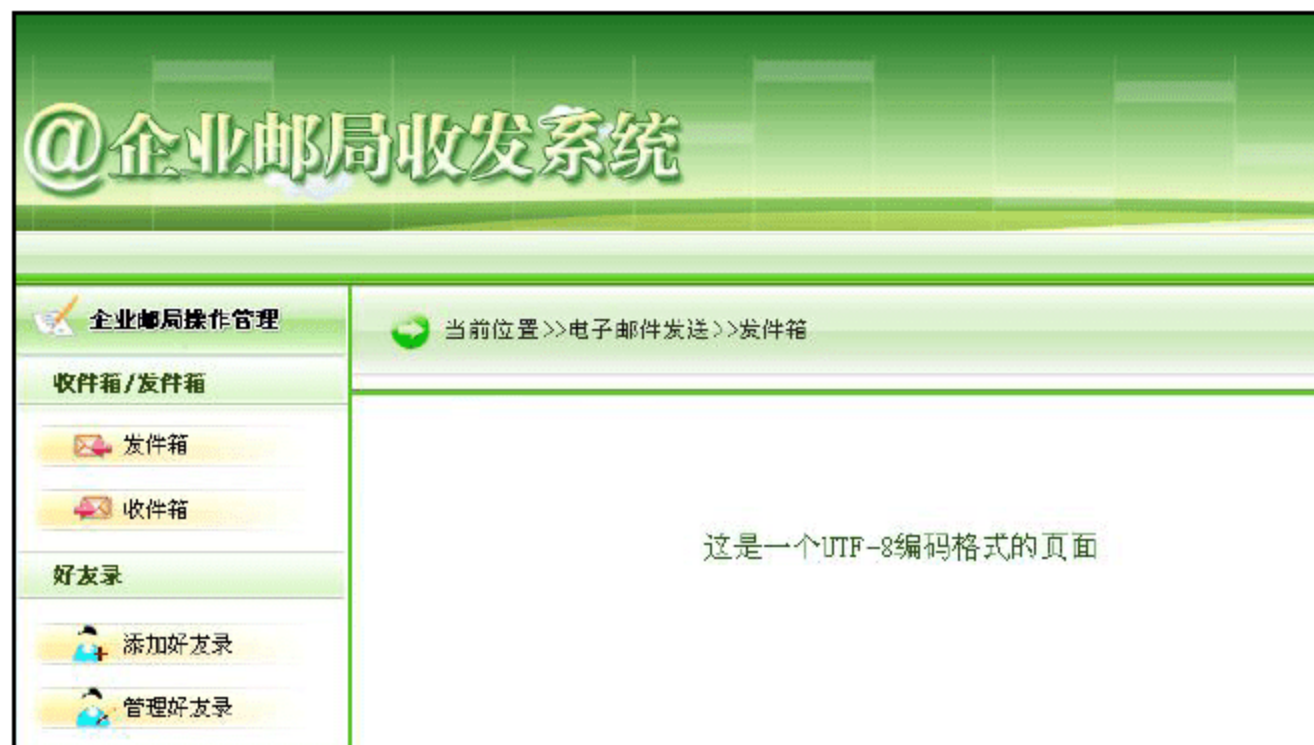 @企业邮局收发系统
企业邮局操作管理
当前位置>>电子邮件发送>>发件箱
收件箱/发件箱
发件箱
收件箱
这是一个UTF-8编码格式的页面
好友录
添加好友录
管理好友录